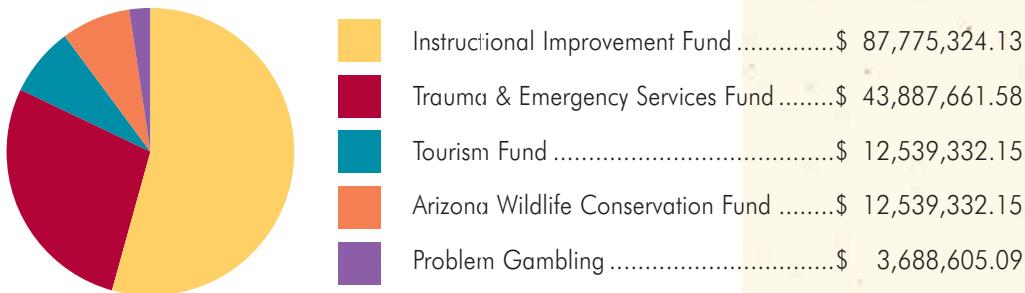 Instructional Improvement Fund..............$ 87,775,324.13
Trauma & Emergency Services Fund........$ 43,887,661.58
Tourism Fund.....................................$ 12,539,332.15
Arizona Wildlife Conservation Fund........$ 12,539,332.15
Problem Gambling..............................$ 3,688,605.09